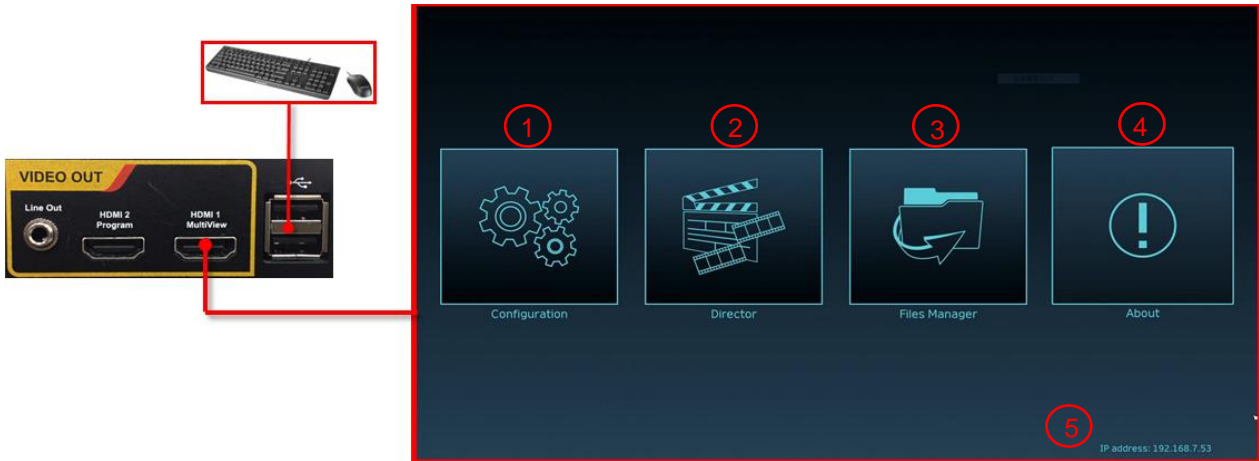 VIDEO OUT
Line Out
HDMI 2
Program
HDMI 1
MultiView
1
2
3
4
Configuration
Director
Files Manager
About
5
IP address: 192.168.7.53